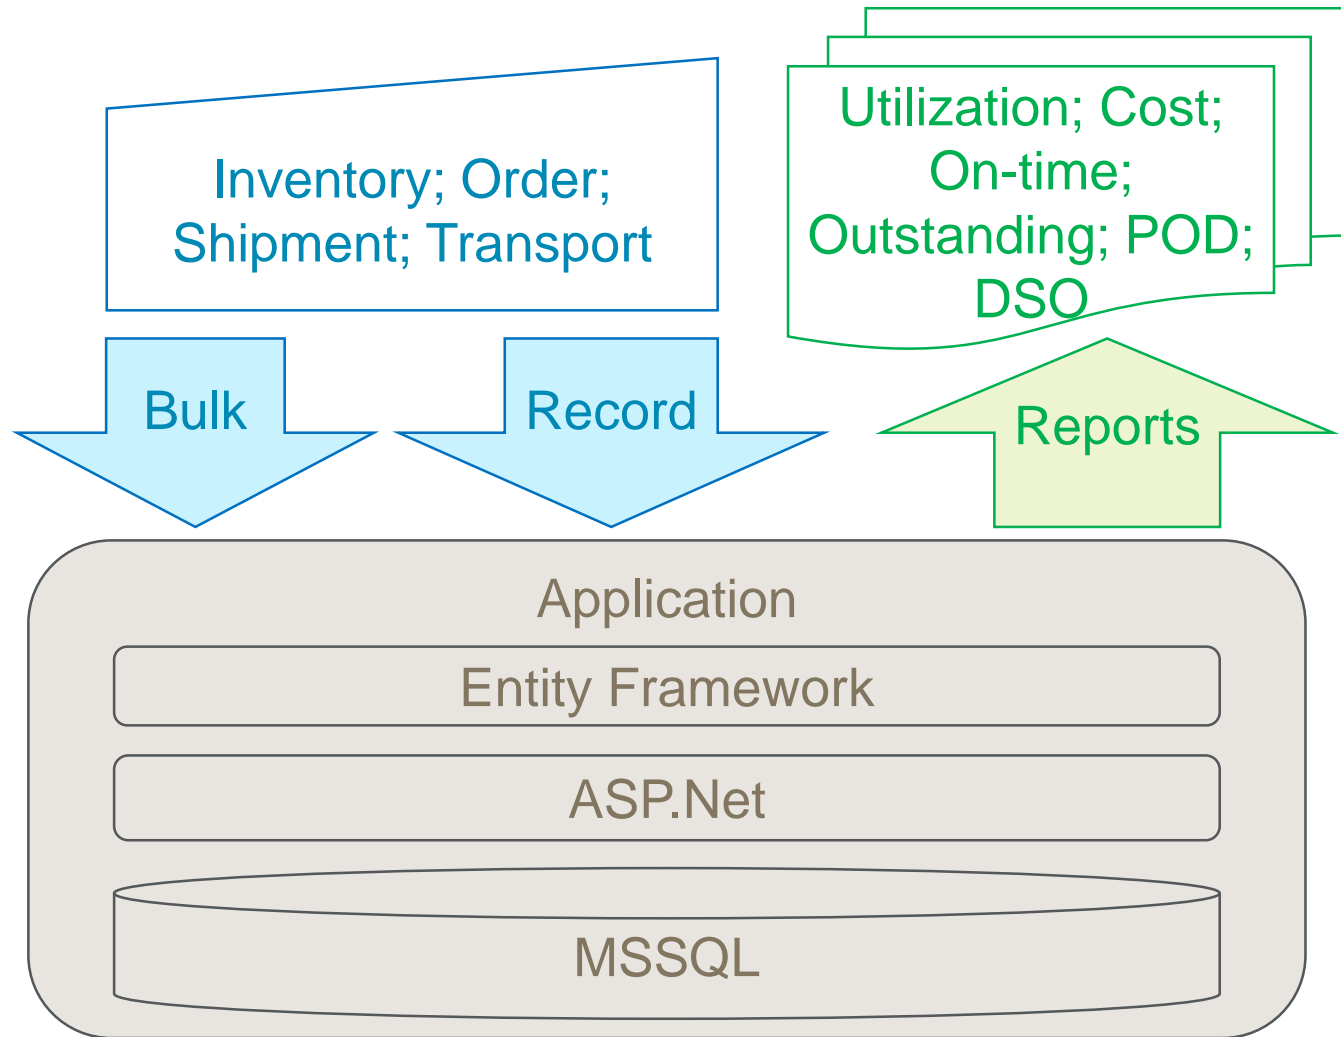 Inventory; Order;
Shipment; Transport
Utilization; Cost;
On-time;
Outstanding; POD;
DSO
Bulk
Record
Reports
Application
Entity Framework
ASP.Net
MSSQL